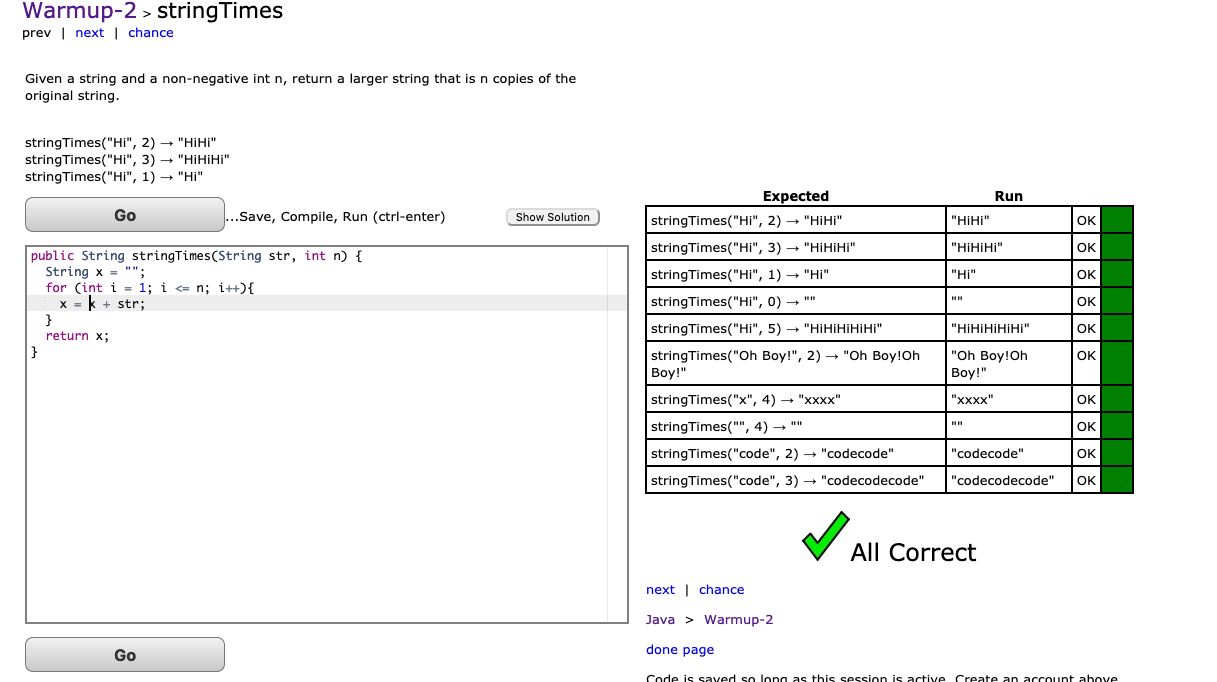 Warmup-2 > stringTimes
prev | next | chance
Given a string and a non-negative int n, return a larger string that is n copies of the
original string.
stringTimes("Hi", 2) → "HiHi"
stringTimes("Hi", 3) → "HiHiHi"
stringTimes("Hi", 1) → "Hi"
Go
...Save, Compile, Run (ctrl-enter)
Show Solution
public String stringTimes(String str, int n) {
String x = "";
for (int i = 1; i <= n; i++){
x = x + str;
}
return x;
}
Go
Expected Run
stringTimes("Hi", 2) → "HiHi" "HiHi" OK
stringTimes("Hi", 3) → "HiHiHi" "HiHiHi" OK
stringTimes("Hi", 1) → "Hi" "Hi" OK
stringTimes("Hi", 0) → "" "" OK
stringTimes("Hi", 5) → "HiHiHiHiHi" "HiHiHiHiHi" OK
stringTimes("Oh Boy!", 2) → "Oh Boy!Oh "Oh Boy!Oh OK
Boy!" Boy!"
stringTimes("x", 4) → "xxxx" "xxxx" OK
stringTimes("", 4) → "" "" OK
stringTimes("code", 2) → "codecode" "codecode" OK
stringTimes("code", 3) → "codecodecode" "codecodecode" OK
All Correct
next | chance
Java > Warmup-2
done page
Code is saved so long as this session is active. Create an account above